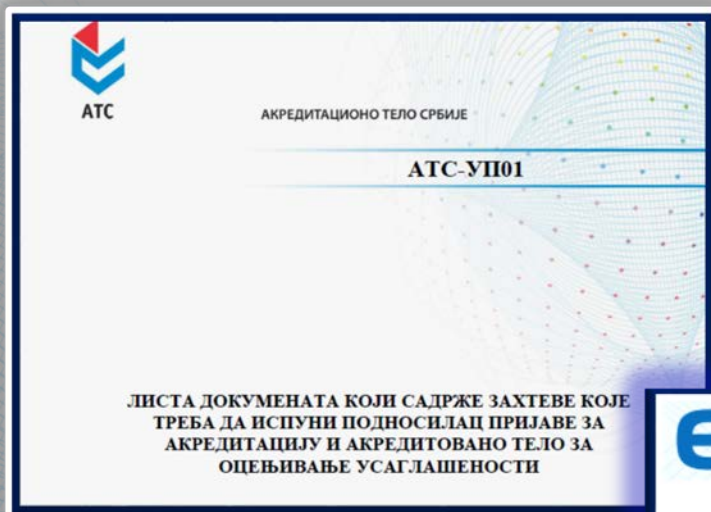 АТС
АКРЕДИТАЦИОНО ТЕЛО СРБИЈЕ
АТС-УП01
ЛИСТА ДОКУМЕНАТА КОЈИ САДРЖЕ ЗАХТЕВЕ КОЈЕ
ТРЕБА ДА ИСПУНИ ПОДНОСИЛАЦ ПРИЈАВЕ ЗА
АКРЕДИТАЦИЈУ И АКРЕДИТОВАНО ТЕЛО ЗА
ОЦЕЊИВАЊЕ УСАГЛАШЕНОСТИ